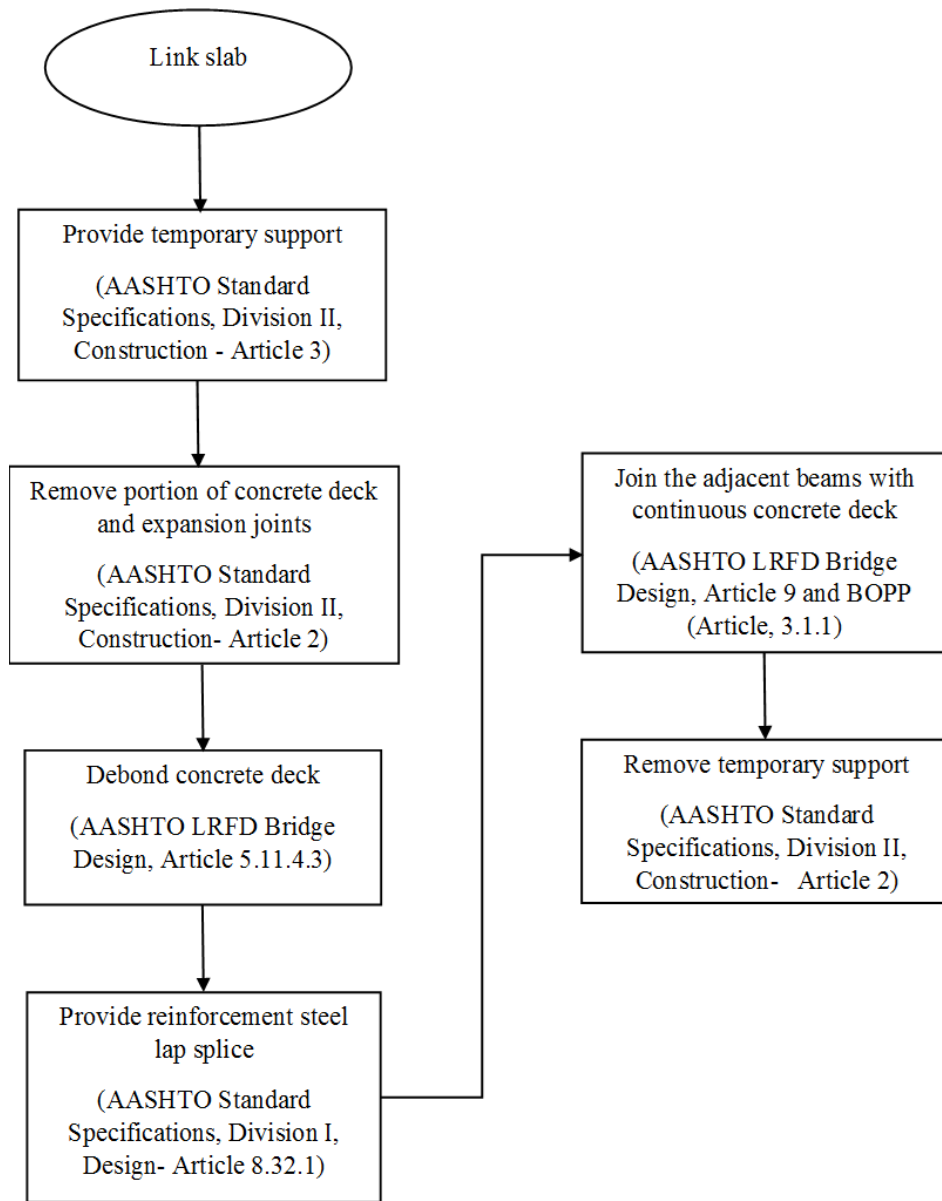 Link slab
Provide temporary support
(AASHTO Standard
Specifications, Division II,
Construction - Article 3)
Remove portion of concrete deck
and expansion joints
(AASHTO Standard
Specifications, Division II,
Construction- Article 2)
Debond concrete deck
(AASHTO LRFD Bridge
Design, Article 5.11.4.3)
Provide reinforcement steel
lap splice
(AASHTO Standard
Specifications, Division I,
Design- Article 8.32.1)
Join the adjacent beams with
continuous concrete deck
(AASHTO LRFD Bridge
Design, Article 9 and BOPP
(Article, 3.1.1)
Remove temporary support
(AASHTO Standard
Specifications, Division II,
Construction- Article 2)